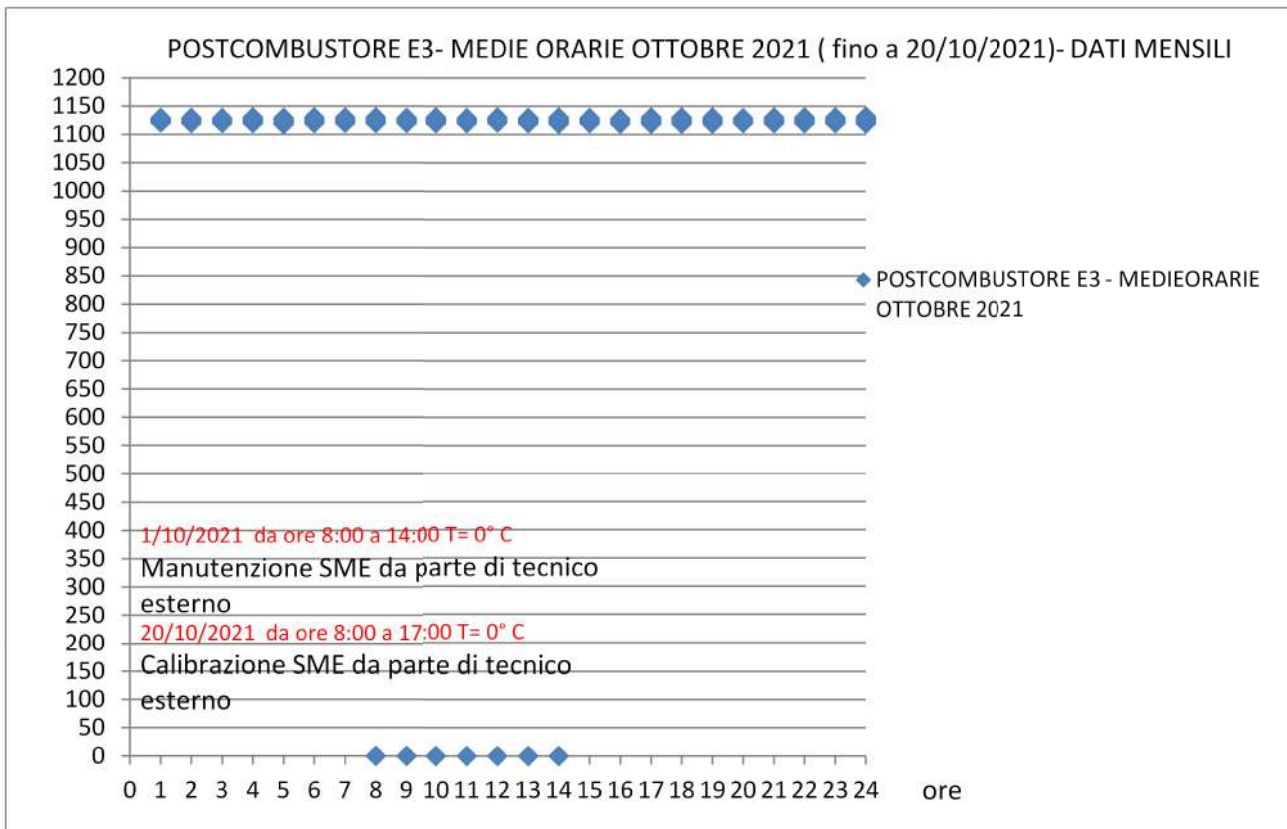 POSTCOMBUSTORE E3- MEDIE ORARIE OTTOBRE 2021 ( fino a 20/10/2021)- DATI MENSILI
1200
1150
1100
1050
1000
950
900
850
800
750
700
650
600
550
500
450
400
350
300
250
200
150
100
50
0
1/10/2021 da ore 8:00 a 14:00 T= 0° C
Manutenzione SME da parte di tecnico
esterno
20/10/2021 da ore 8:00 a 17:00 T= 0° C
Calibrazione SME da parte di tecnico
esterno
0 1 2 3 4 5 6 7 8 9 10 11 12 13 14 15 16 17 18 19 20 21 22 23 24 ore
POSTCOMBUSTORE E3 - MEDIEORARIE
OTTOBRE 2021